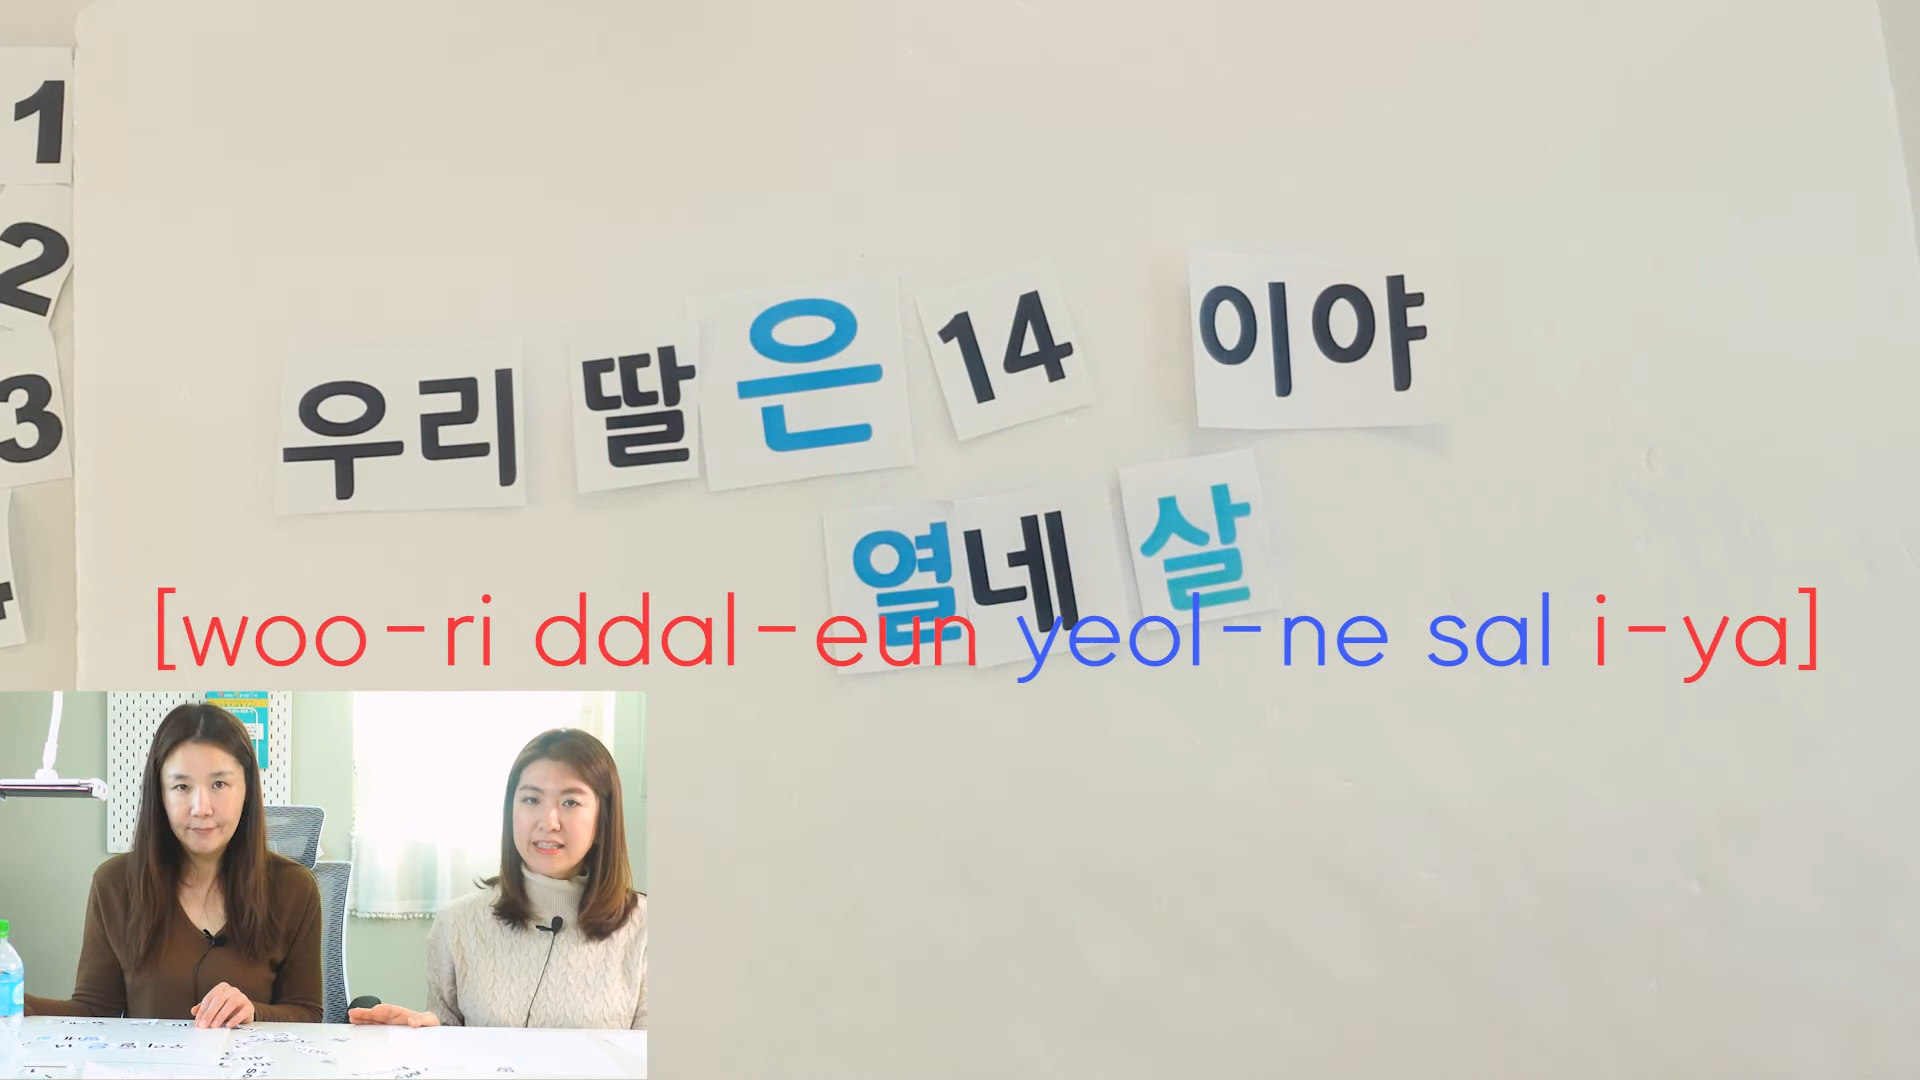 1
2
3
우리 딸은 14 이야
열네 살
[woo-ri ddal-eun yeol-ne sal i-ya]